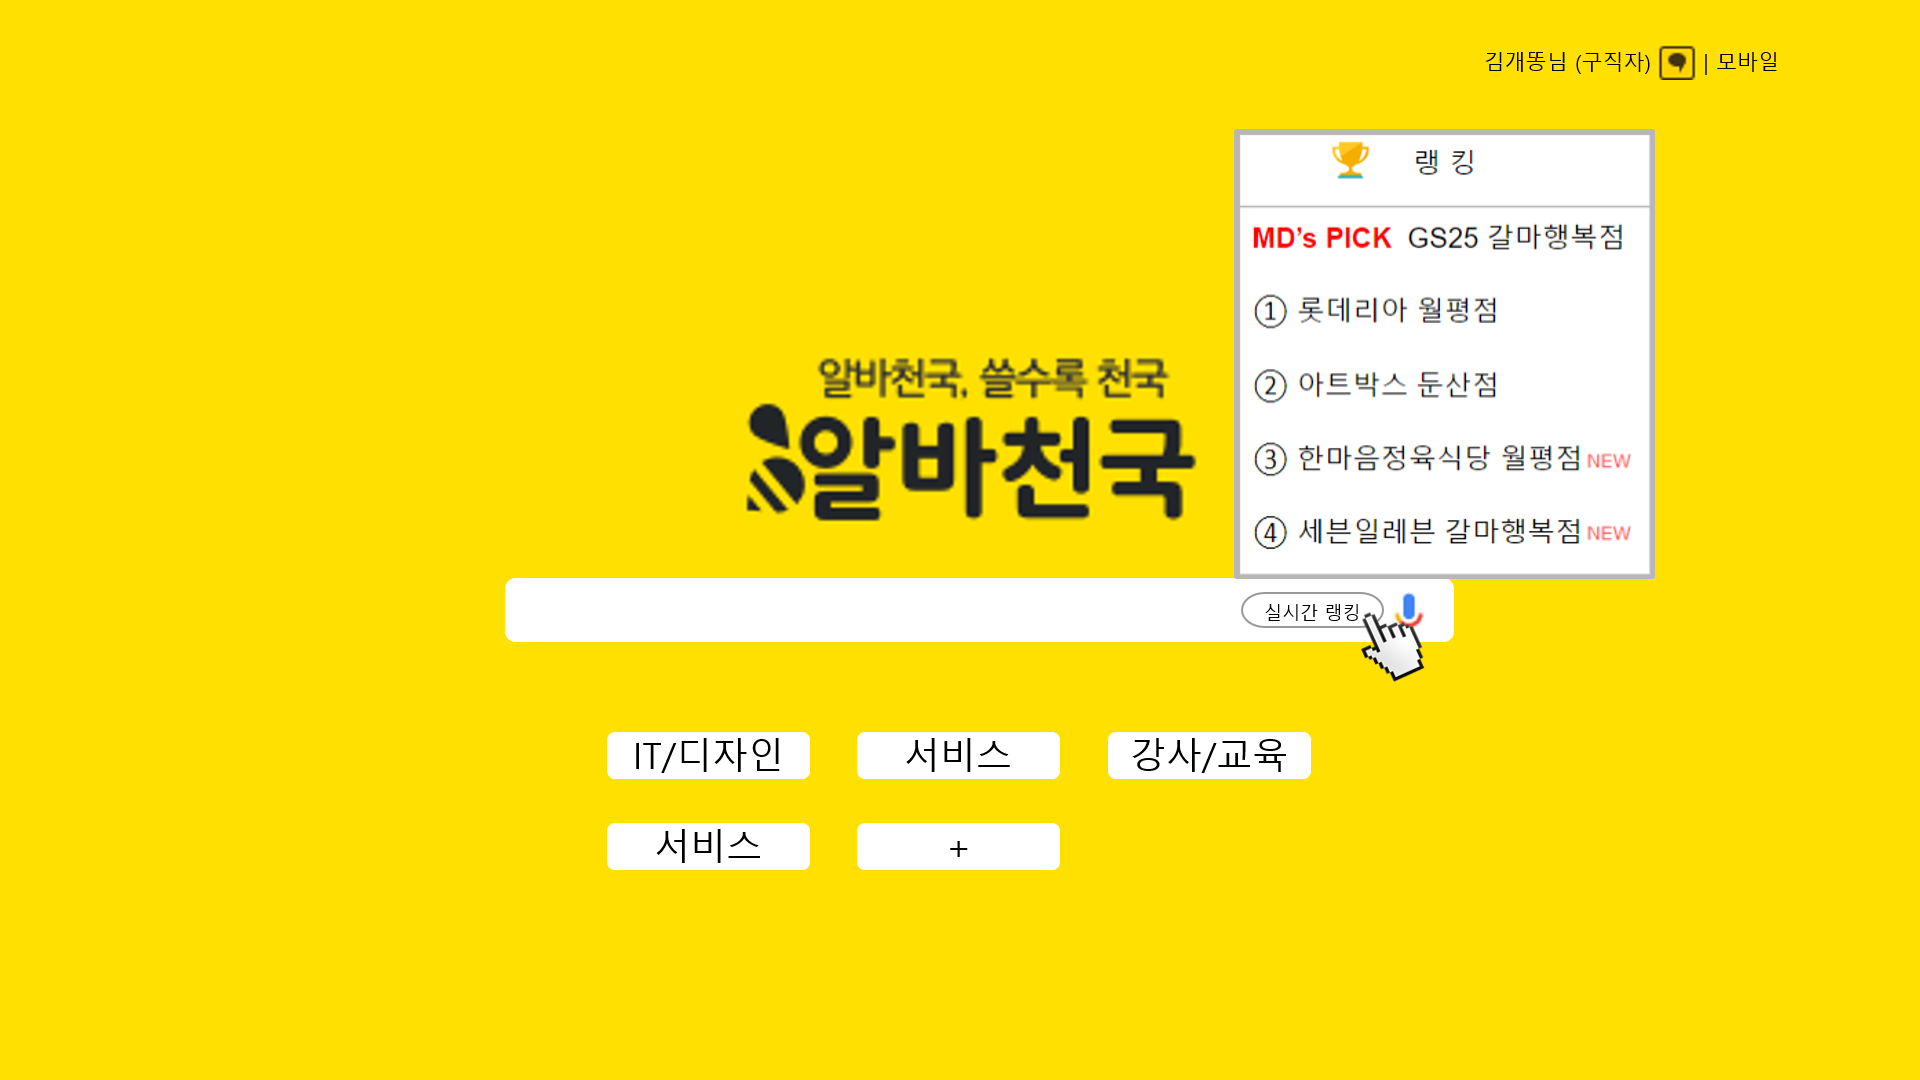 김개똥님 (구직자) | 모바일
랭 킹
MD's PICK GS25 갈마행복점
① 롯데리아 월평점
② 아트박스 둔산점
③ 한마음정육식당 월평점 NEW
④ 세븐일레븐 갈마행복점 NEW
알바천국, 쓸수록 천국
알바천국
실시간 랭킹
IT/디자인 서비스 강사/교육
서비스 +